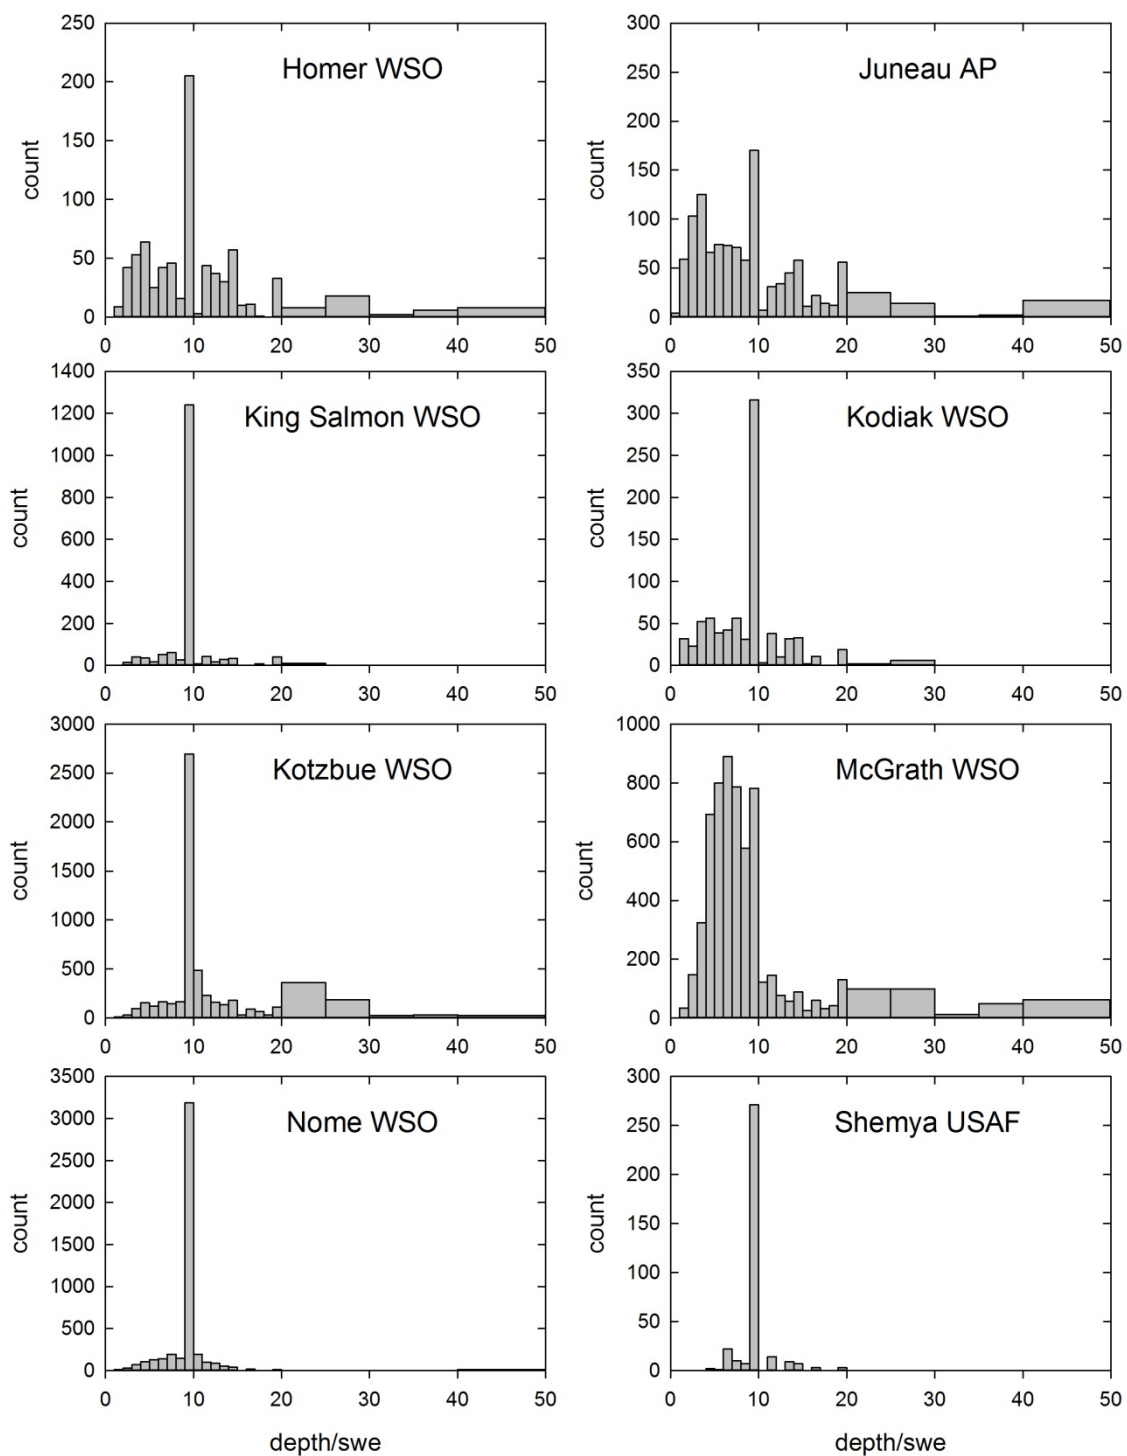 250
200
150
100
50
0
count
Homer WSO
0 10 20 30 40 50
300
250
200
150
100
50
0
count
Juneau AP
0 10 20 30 40 50
1400
1200
1000
800
600
400
200
0
count
King Salmon WSO
0 10 20 30 40 50
350
300
250
200
150
100
50
0
count
Kodiak WSO
0 10 20 30 40 50
3000
2500
2000
1500
1000
500
0
count
Kotzbue WSO
0 10 20 30 40 50
1000
800
600
400
200
0
count
McGrath WSO
0 10 20 30 40 50
3500
3000
2500
2000
1500
1000
500
0
count
Nome WSO
0 10 20 30 40 50
depth/swe
300
250
200
150
100
50
0
count
Shemya USAF
0 10 20 30 40 50
depth/swe